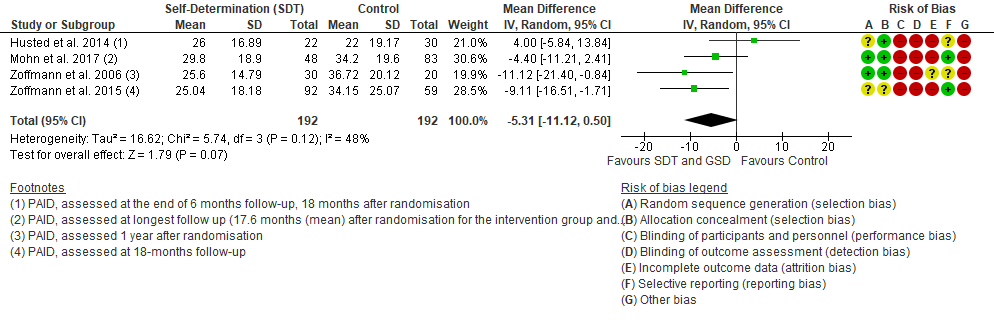 Self-Determination (SDT) Control Mean Difference Mean Difference Risk of Bias
Study or Subgroup Mean SD Total Mean SD Total Weight IV, Random, 95% CI IV, Random, 95% CI A B C D E F G
Husted et al. 2014 (1) 26 16.89 22 22 19.17 30 21.0% 4.00 [-5.84, 13.84] ? + – – – ? –
Mohn et al. 2017 (2) 29.8 18.9 48 34.2 19.6 83 30.6% -4.40 [-11.21, 2.41] + + – – – + –
Zoffmann et al. 2006 (3) 25.6 14.79 30 36.72 20.12 20 19.9% -11.12 [-21.40, -0.84] + + – – ? ? –
Zoffmann et al. 2015 (4) 25.04 18.18 92 34.15 25.07 59 28.5% -9.11 [-16.51, -1.71] ? ? – – – + –
Total (95% CI) 192 192 100.0% -5.31 [-11.12, 0.50]
Heterogeneity: Tau² = 16.62; Chi² = 5.74, df = 3 (P = 0.12); I² = 48%
Test for overall effect: Z = 1.79 (P = 0.07)
-20 -10 0 10 20
Favours SDT and GSD Favours Control
Footnotes
(1) PAID, assessed at the end of 6 months follow-up, 18 months after randomisation
(2) PAID, assessed at longest follow up (17.6 months (mean) after randomisation for the intervention group and...
(3) PAID, assessed 1 year after randomisation
(4) PAID, assessed at 18-months follow-up
Risk of bias legend
(A) Random sequence generation (selection bias)
(B) Allocation concealment (selection bias)
(C) Blinding of participants and personnel (performance bias)
(D) Blinding of outcome assessment (detection bias)
(E) Incomplete outcome data (attrition bias)
(F) Selective reporting (reporting bias)
(G) Other bias